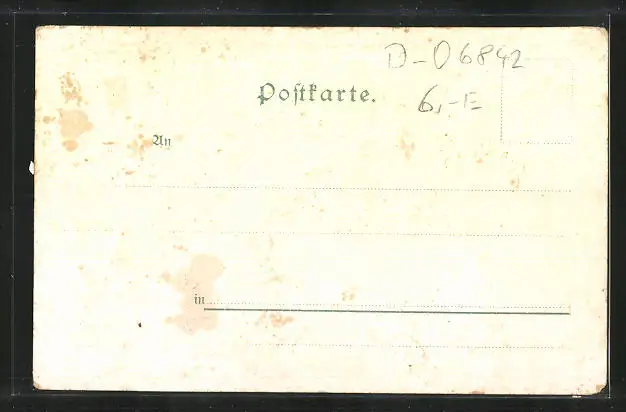 D-06842
Postkarte.
6,-E
An
in